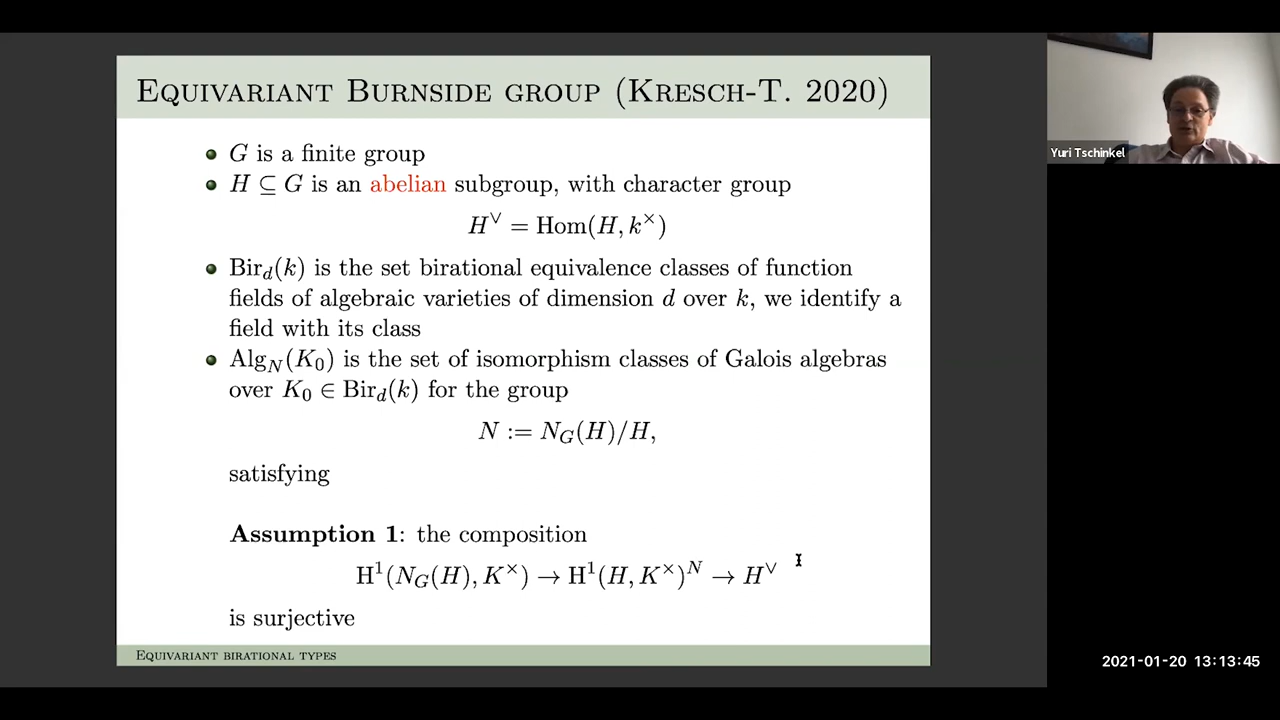 EQUIVARIANT BURNSIDE GROUP (KRESCH-T. 2020)
G is a finite group
H ⊆ G is an abelian subgroup, with character group
H^∨ = Hom(H, k^×)
Bir_d(k) is the set birational equivalence classes of function
fields of algebraic varieties of dimension d over k, we identify a
field with its class
Alg_N(K_0) is the set of isomorphism classes of Galois algebras
over K_0 ∈ Bir_d(k) for the group
N := N_G(H)/H,
satisfying
Assumption 1: the composition
H^1(N_G(H), K^×) → H^1(H, K^×)^N → H^∨
is surjective
EQUIVARIANT BIRATIONAL TYPES
Yuri Tschinkel
2021-01-20 13:13:45